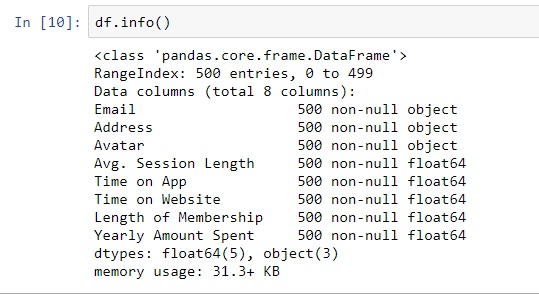 In [10]: df.info()
<class 'pandas.core.frame.DataFrame'>
RangeIndex: 500 entries, 0 to 499
Data columns (total 8 columns):
Email                   500 non-null object
Address                 500 non-null object
Avatar                  500 non-null object
Avg. Session Length     500 non-null float64
Time on App             500 non-null float64
Time on Website         500 non-null float64
Length of Membership    500 non-null float64
Yearly Amount Spent     500 non-null float64
dtypes: float64(5), object(3)
memory usage: 31.3+ KB